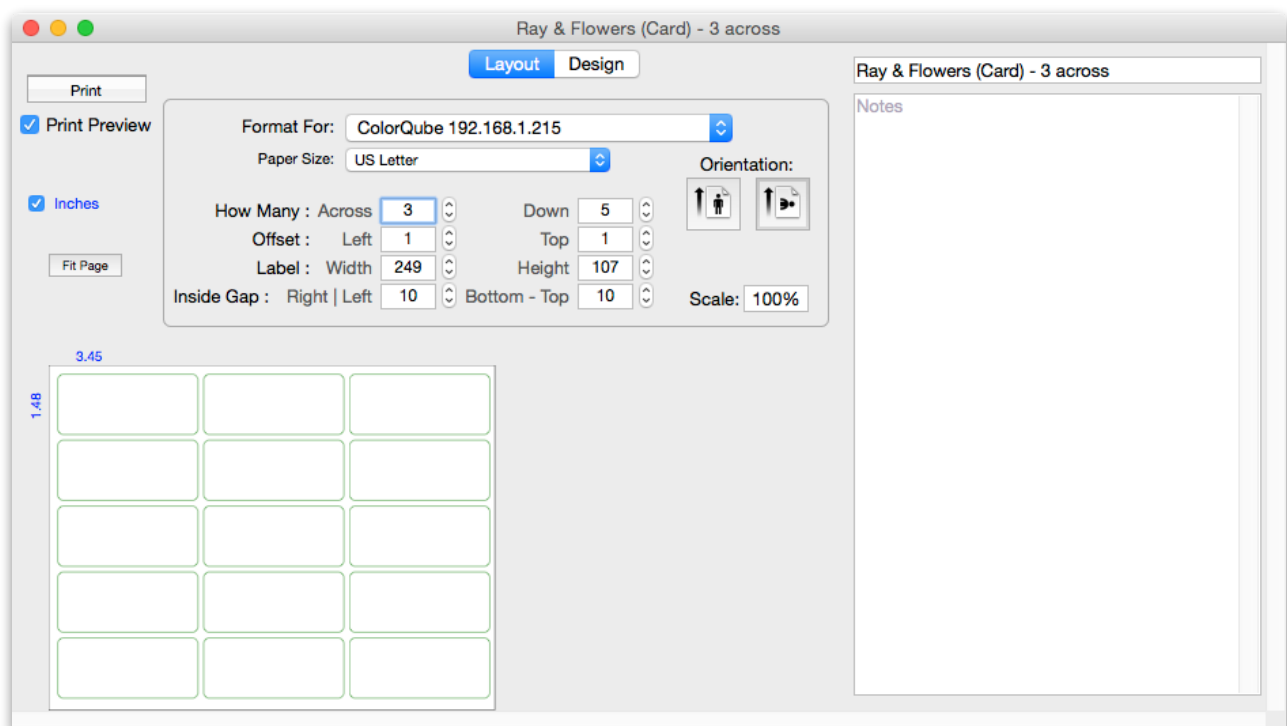 Ray & Flowers (Card) - 3 across
Layout Design
Ray & Flowers (Card) - 3 across
Print
Notes
Print Preview
Format For: ColorQube 192.168.1.215
Paper Size: US Letter
Orientation:
Inches
How Many : Across 3 Down 5
Offset : Left 1 Top 1
Fit Page
Label : Width 249 Height 107
Inside Gap : Right | Left 10 Bottom - Top 10
Scale: 100%
3.45
1.48